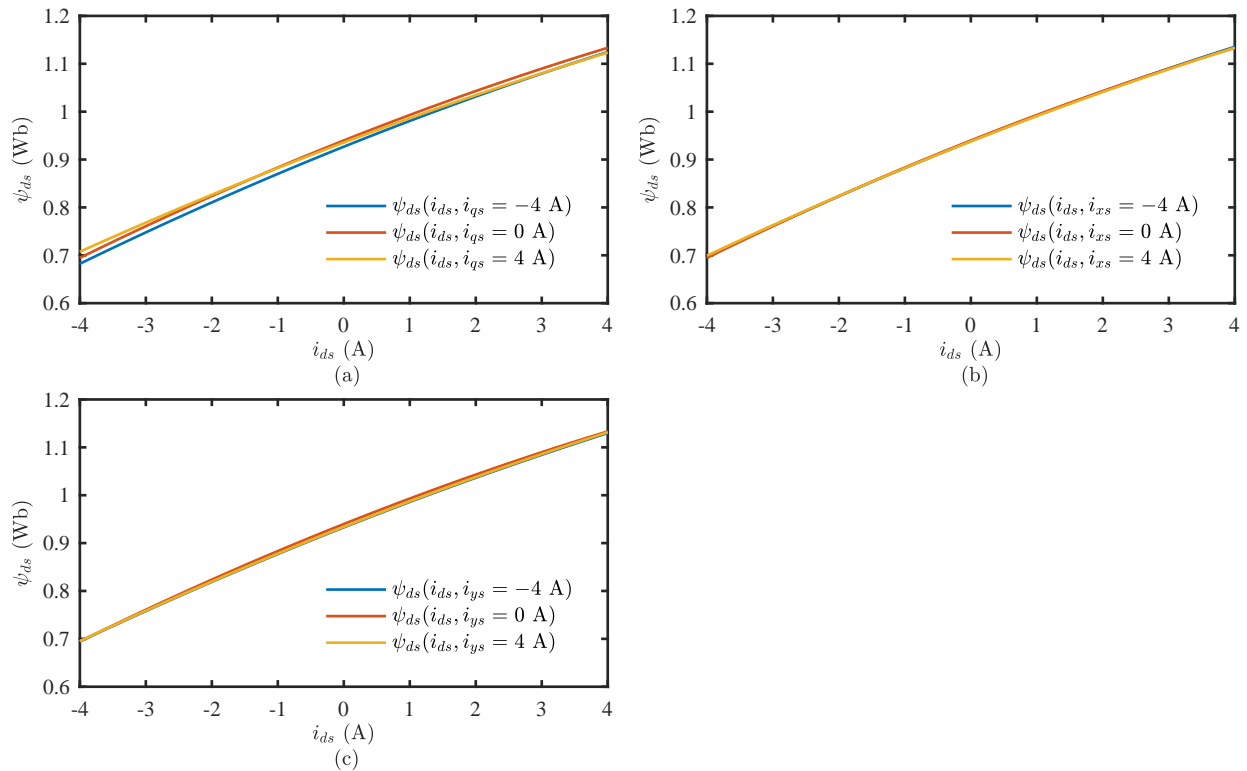 1.2
1.1
1
0.9
0.8
0.7
0.6
ψds (Wb)
ψds(ids, iqs = −4 A)
ψds(ids, iqs = 0 A)
ψds(ids, iqs = 4 A)
-4 -3 -2 -1 0 1 2 3 4
ids (A)
(a)
1.2
1.1
1
0.9
0.8
0.7
0.6
ψds (Wb)
ψds(ids, ixs = −4 A)
ψds(ids, ixs = 0 A)
ψds(ids, ixs = 4 A)
-4 -3 -2 -1 0 1 2 3 4
ids (A)
(b)
1.2
1.1
1
0.9
0.8
0.7
0.6
ψds (Wb)
ψds(ids, iys = −4 A)
ψds(ids, iys = 0 A)
ψds(ids, iys = 4 A)
-4 -3 -2 -1 0 1 2 3 4
ids (A)
(c)